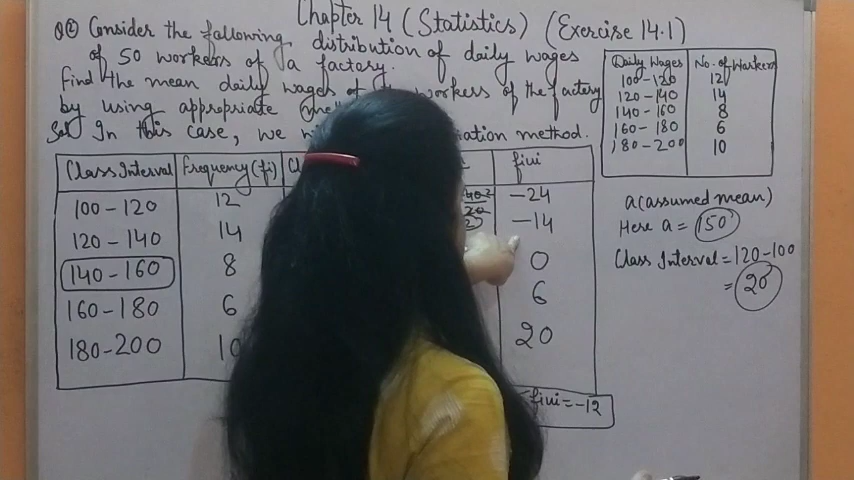 Chapter 14 (Statistics) (Exercise 14.1)
Q② Consider the following distribution of daily wages
of 50 workers of a factory.
Find the mean daily wages of workers of the factory
by using appropriate
Sol In this case, we method.
Daily Wages No. of Workers
100-120 12
120-140 14
140-160 8
160-180 6
180-200 10
Class Interval Frequency (fi) fiui
100-120 12 -24
120-140 14 -14
140-160 8 0
160-180 6 6
180-200 10 20
fiui=-12
a(assumed mean)
Here a = 150
Class Interval = 120-100
= 20